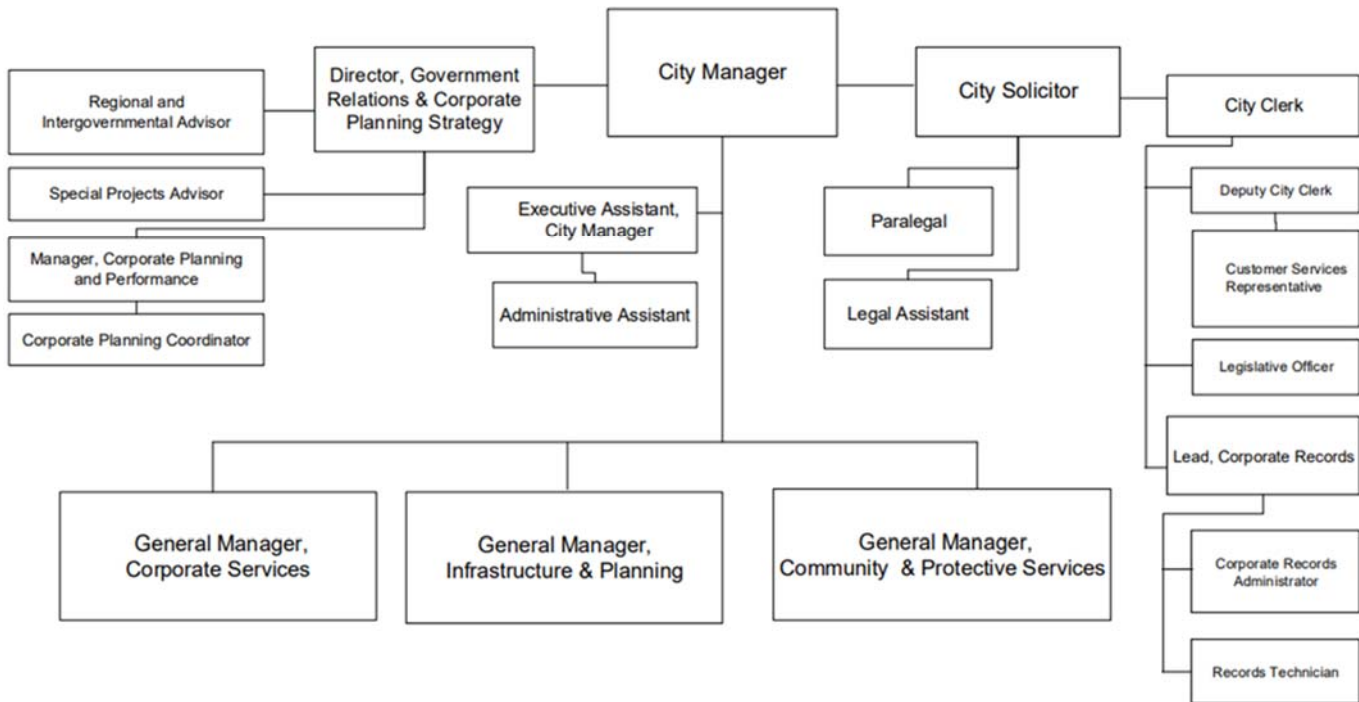 City Manager
Director, Government
Relations & Corporate
Planning Strategy
City Solicitor
City Clerk
Regional and
Intergovernmental Advisor
Special Projects Advisor
Manager, Corporate Planning
and Performance
Corporate Planning Coordinator
Executive Assistant,
City Manager
Administrative Assistant
Paralegal
Legal Assistant
Deputy City Clerk
Customer Services
Representative
Legislative Officer
Lead, Corporate Records
Corporate Records
Administrator
Records Technician
General Manager,
Corporate Services
General Manager,
Infrastructure & Planning
General Manager,
Community & Protective Services